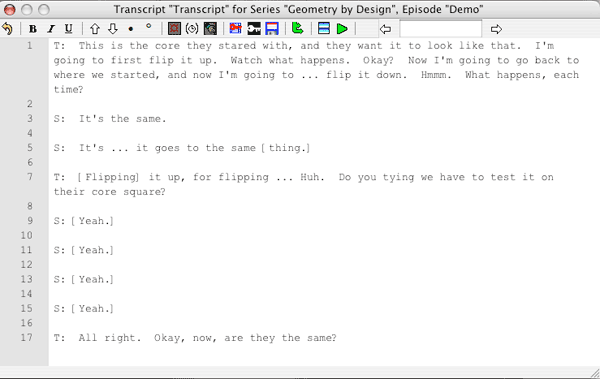 Transcript "Transcript" for Series "Geometry by Design", Episode "Demo"
B I U
1 T: This is the core they stared with, and they want it to look like that. I'm
going to first flip it up. Watch what happens. Okay? Now I'm going to go back to
where we started, and now I'm going to ... flip it down. Hmmm. What happens, each
time?
2
3 S: It's the same.
4
5 S: It's ... it goes to the same [thing.]
6
7 T: [Flipping] it up, for flipping ... Huh. Do you tying we have to test it on
their core square?
8
9 S: [Yeah.]
10
11 S: [Yeah.]
12
13 S: [Yeah.]
14
15 S: [Yeah.]
16
17 T: All right. Okay, now, are they the same?